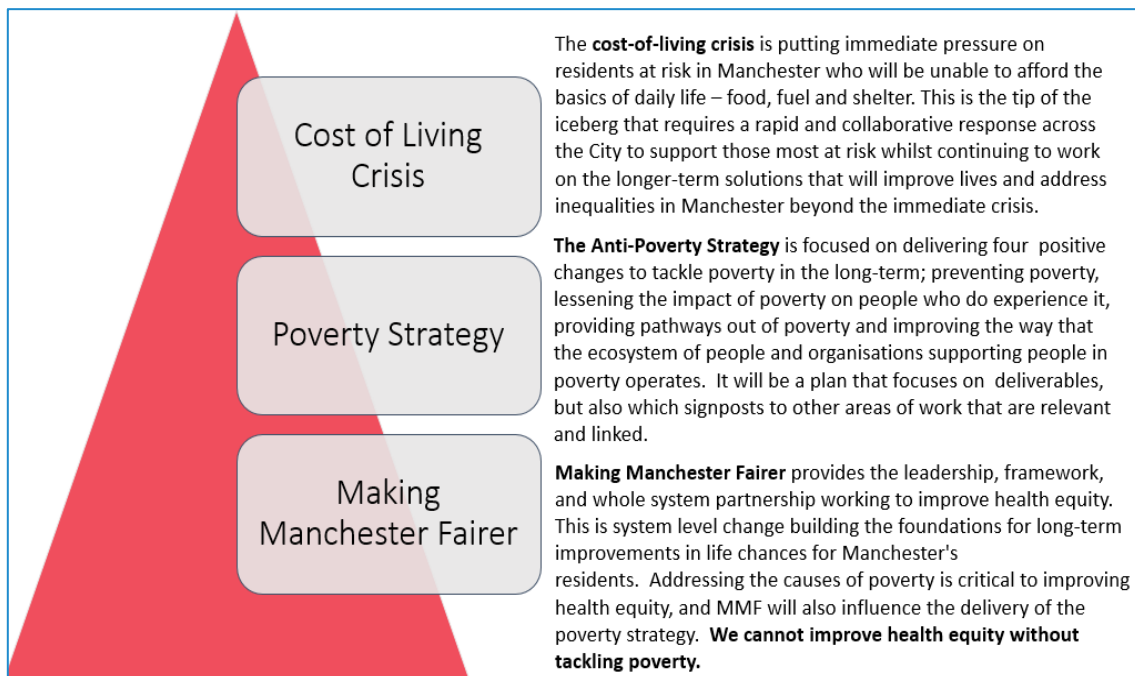 Cost of Living
Crisis
The cost-of-living crisis is putting immediate pressure on
residents at risk in Manchester who will be unable to afford the
basics of daily life – food, fuel and shelter. This is the tip of the
iceberg that requires a rapid and collaborative response across
the City to support those most at risk whilst continuing to work
on the longer-term solutions that will improve lives and address
inequalities in Manchester beyond the immediate crisis.
Poverty Strategy
The Anti-Poverty Strategy is focused on delivering four positive
changes to tackle poverty in the long-term; preventing poverty,
lessening the impact of poverty on people who do experience it,
providing pathways out of poverty and improving the way that
the ecosystem of people and organisations supporting people in
poverty operates. It will be a plan that focuses on deliverables,
but also which signposts to other areas of work that are relevant
and linked.
Making
Manchester Fairer
Making Manchester Fairer provides the leadership, framework,
and whole system partnership working to improve health equity.
This is system level change building the foundations for long-term
improvements in life chances for Manchester's
residents. Addressing the causes of poverty is critical to improving
health equity, and MMF will also influence the delivery of the
poverty strategy. We cannot improve health equity without
tackling poverty.